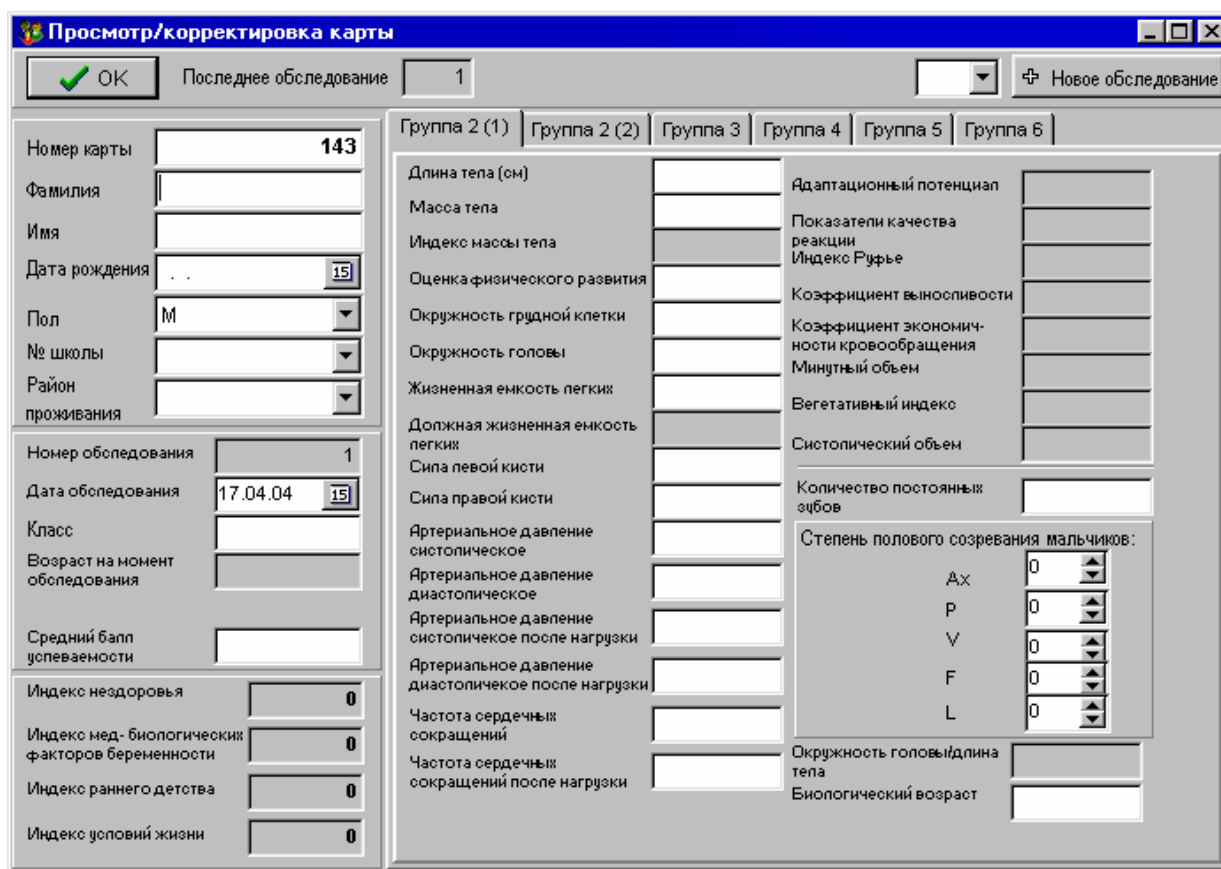 Просмотр/корректировка карты
OK
Последнее обследование 1
Новое обследование
Номер карты 143
Фамилия
Имя
Дата рождения . . 15
Пол М
№ школы
Район
проживания
Номер обследования 1
Дата обследования 17.04.04 15
Класс
Возраст на момент
обследования
Средний балл
успеваемости
Индекс нездоровья 0
Индекс мед- биологических
факторов беременности 0
Индекс раннего детства 0
Индекс условий жизни 0
Группа 2 (1) Группа 2 (2) Группа 3 Группа 4 Группа 5 Группа 6
Длина тела (см)
Масса тела
Индекс массы тела
Оценка физического развития
Окружность грудной клетки
Окружность головы
Жизненная емкость легких
Должная жизненная емкость
легких
Сила левой кисти
Сила правой кисти
Артериальное давление
систолическое
Артериальное давление
диастолическое
Артериальное давление
систоличекое после нагрузки
Артериальное давление
диастоличекое после нагрузки
Частота сердечных
сокращений
Частота сердечных
сокращений после нагрузки
Адаптационный потенциал
Показатели качества
реакции
Индекс Руфье
Коэффициент выносливости
Коэффициент экономич-
ности кровообращения
Минутный объем
Вегетативный индекс
Систолический объем
Количество постоянных
зубов
Степень полового созревания мальчиков:
Ax 0
P 0
V 0
F 0
L 0
Окружность головы/длина
тела
Биологический возраст